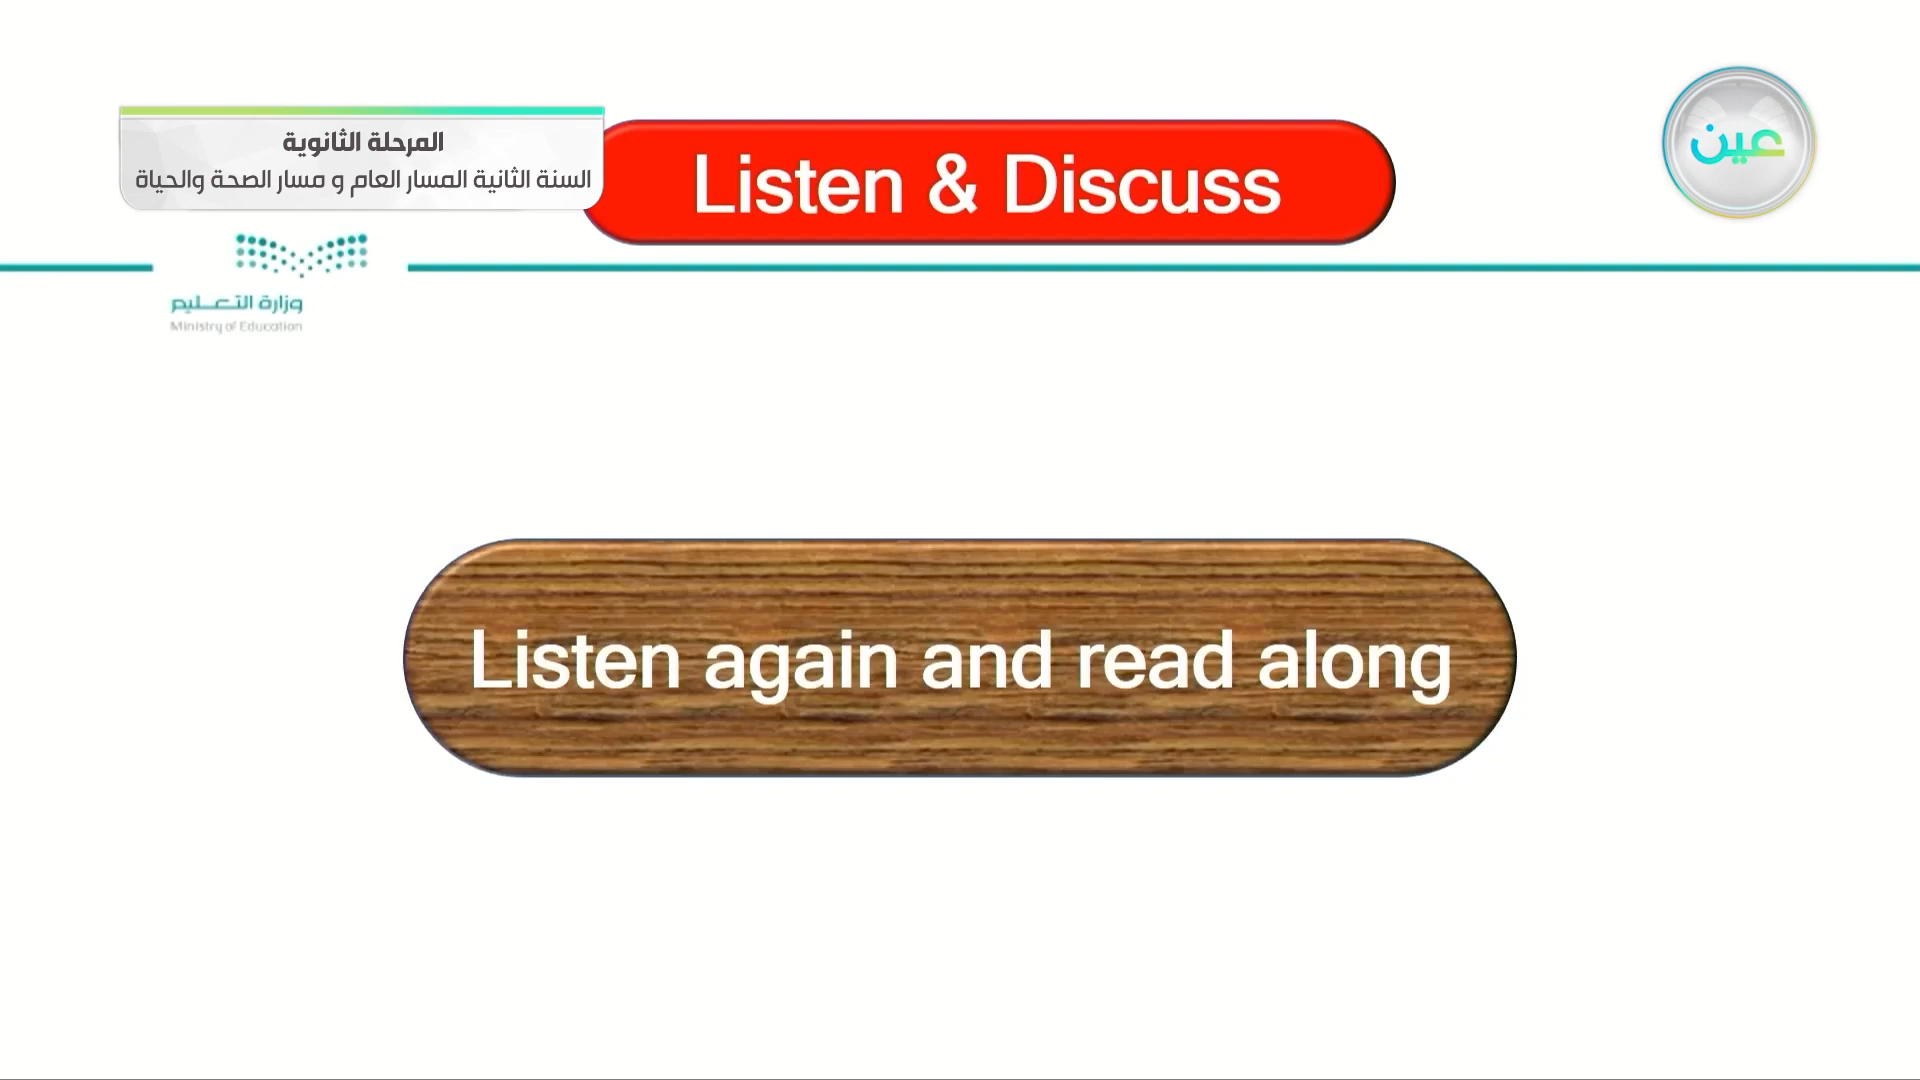 المرحلة الثانوية
السنة الثانية المسار العام و مسار الصحة والحياة
Listen & Discuss
عين
وزارة التعليم
Ministry of Education
Listen again and read along